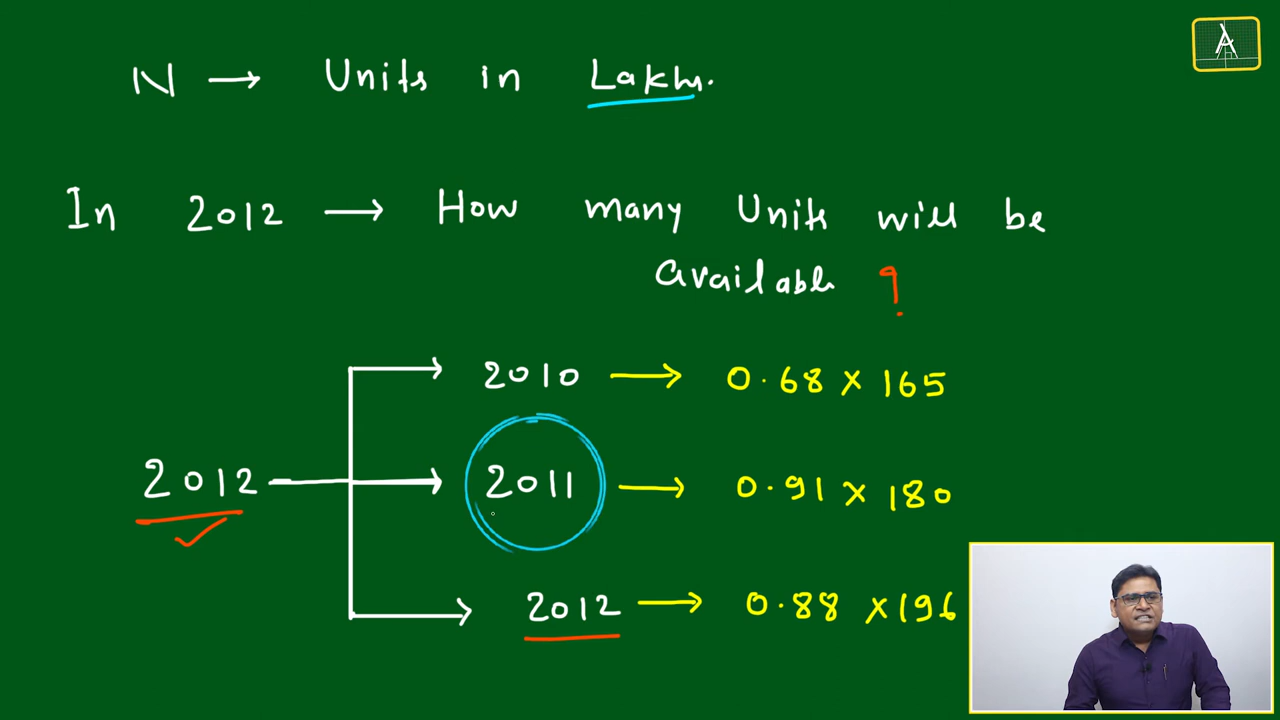 N → Units in Lakh.
In 2012 → How many Units will be
available ?
2010 → 0.68 × 165
2012 → 2011 → 0.91 × 180
2012 → 0.88 × 196